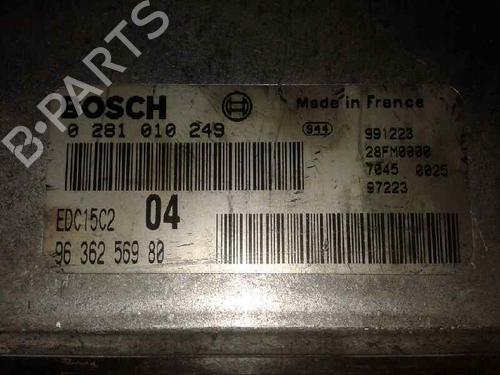 B-PARTS
BOSCH Made in France
0 281 010 249 944 991223
28FM0000
7045 0025
97223
EDC15C2 04
96 362 569 80